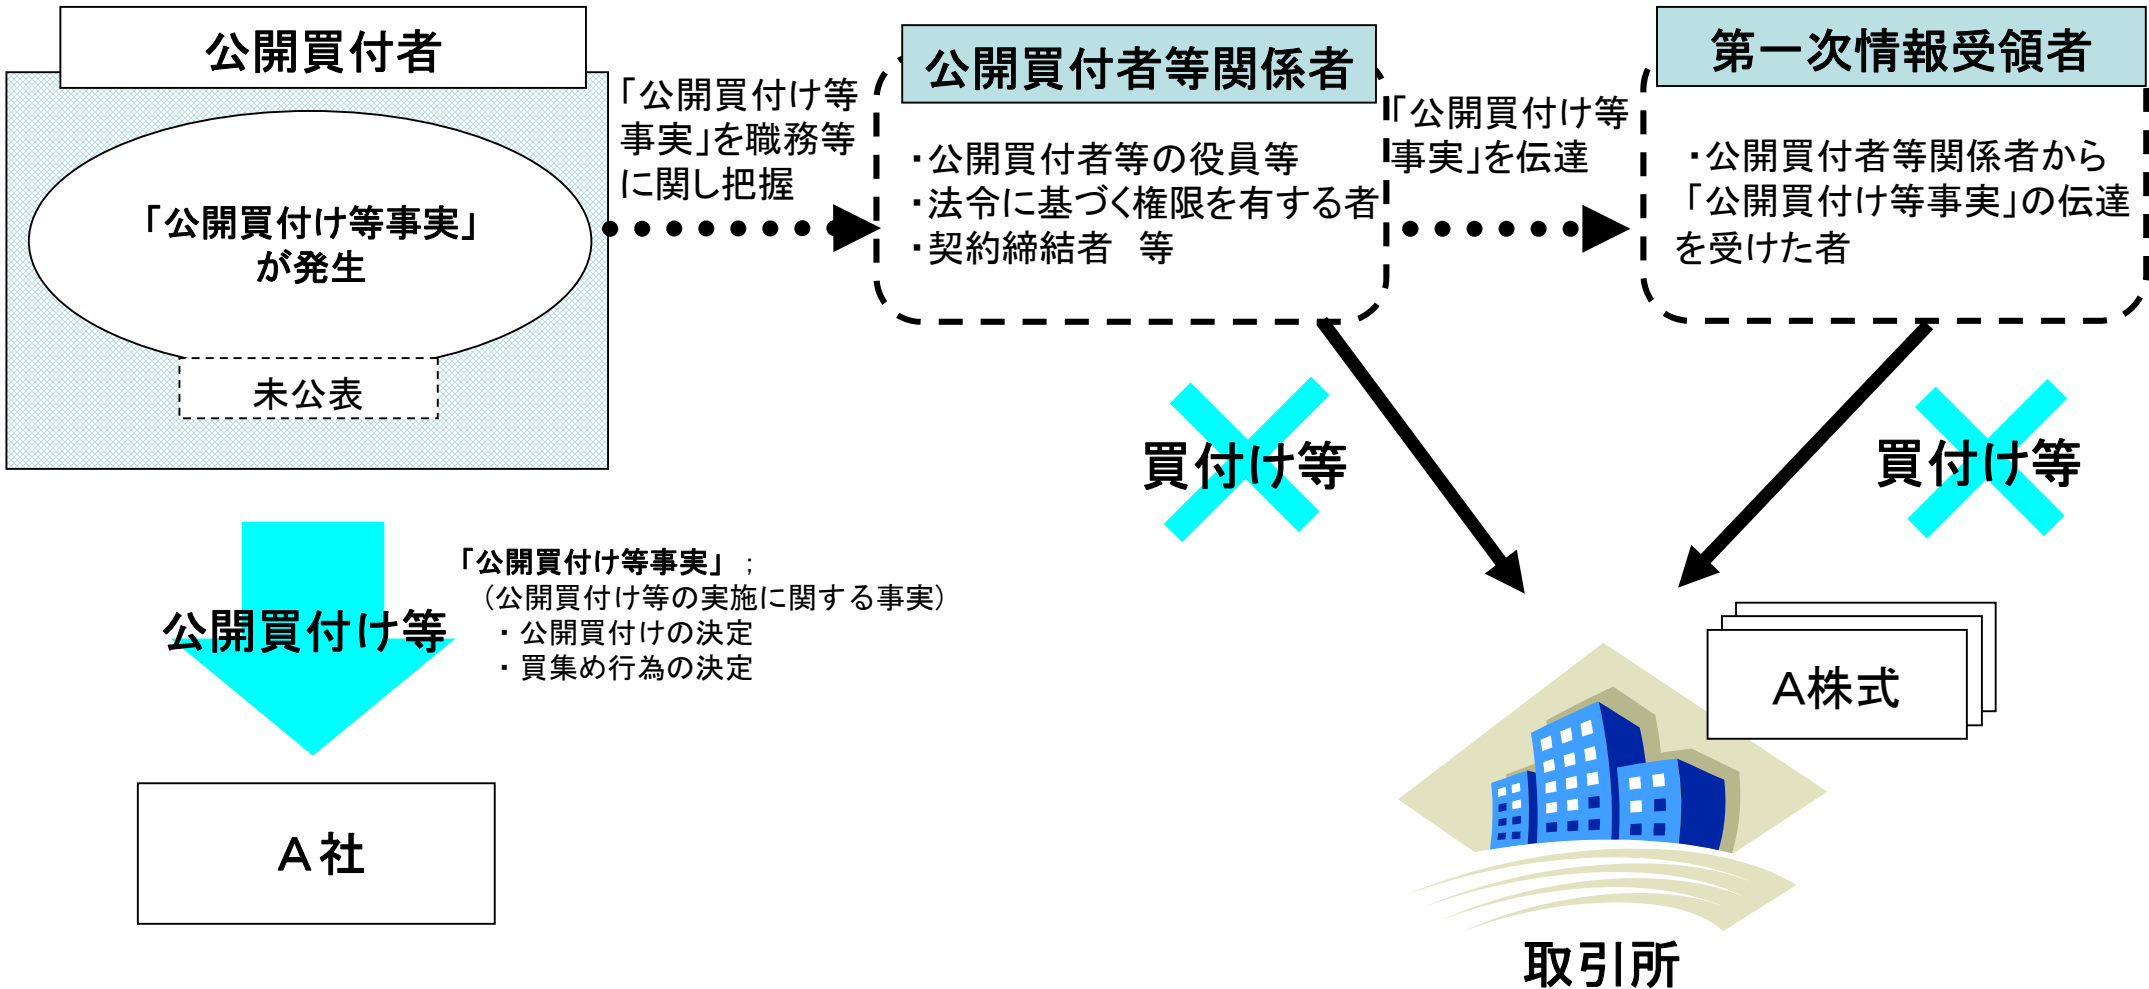 公開買付者
「公開買付け等事実」
が発生
未公表
「公開買付け等
事実」を職務等
に関し把握
公開買付者等関係者
・公開買付者等の役員等
・法令に基づく権限を有する者
・契約締結者　等
「公開買付け等
事実」を伝達
第一次情報受領者
・公開買付者等関係者から
「公開買付け等事実」の伝達
を受けた者
買付け等
買付け等
公開買付け等
「公開買付け等事実」；
（公開買付け等の実施に関する事実）
・公開買付けの決定
・買集め行為の決定
Ａ社
Ａ株式
取引所